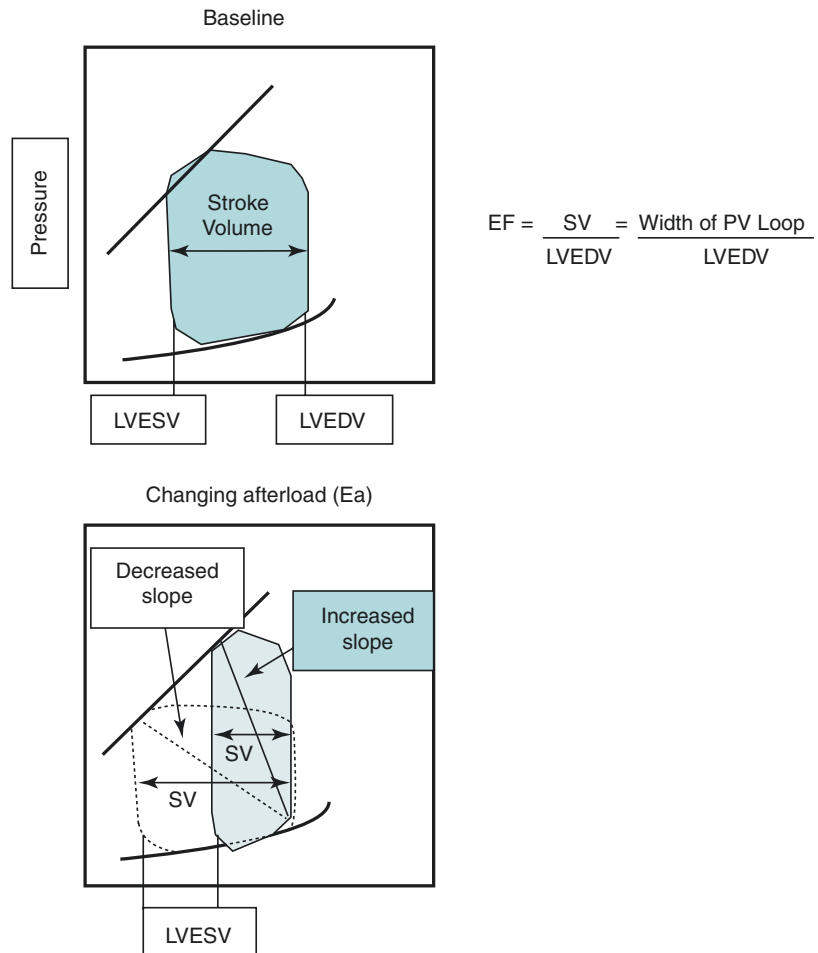 Baseline
Pressure
Stroke
Volume
EF = SV = Width of PV Loop
LVEDV LVEDV
LVESV
LVEDV
Changing afterload (Ea)
Decreased
slope
Increased
slope
SV
SV
LVESV